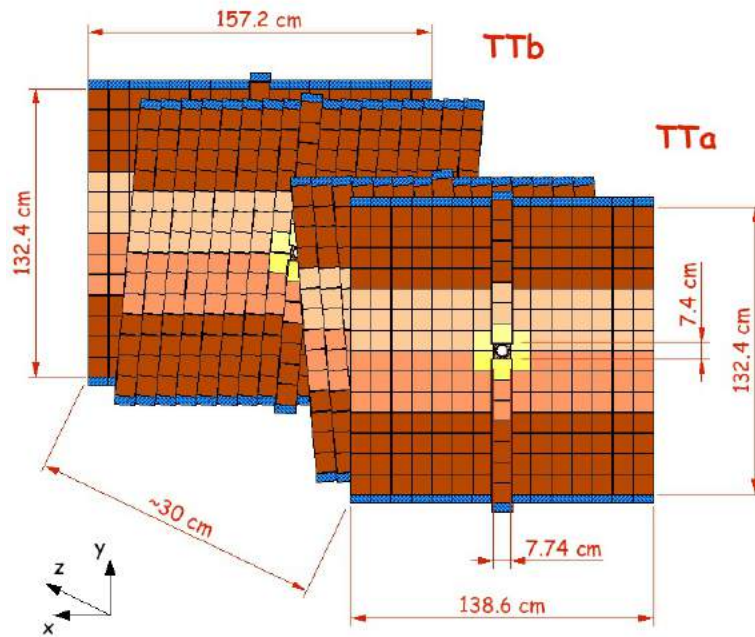 157.2 cm
TTb
TTa
132.4 cm
7.4 cm
132.4 cm
~30 cm
7.74 cm
138.6 cm
y
z
x